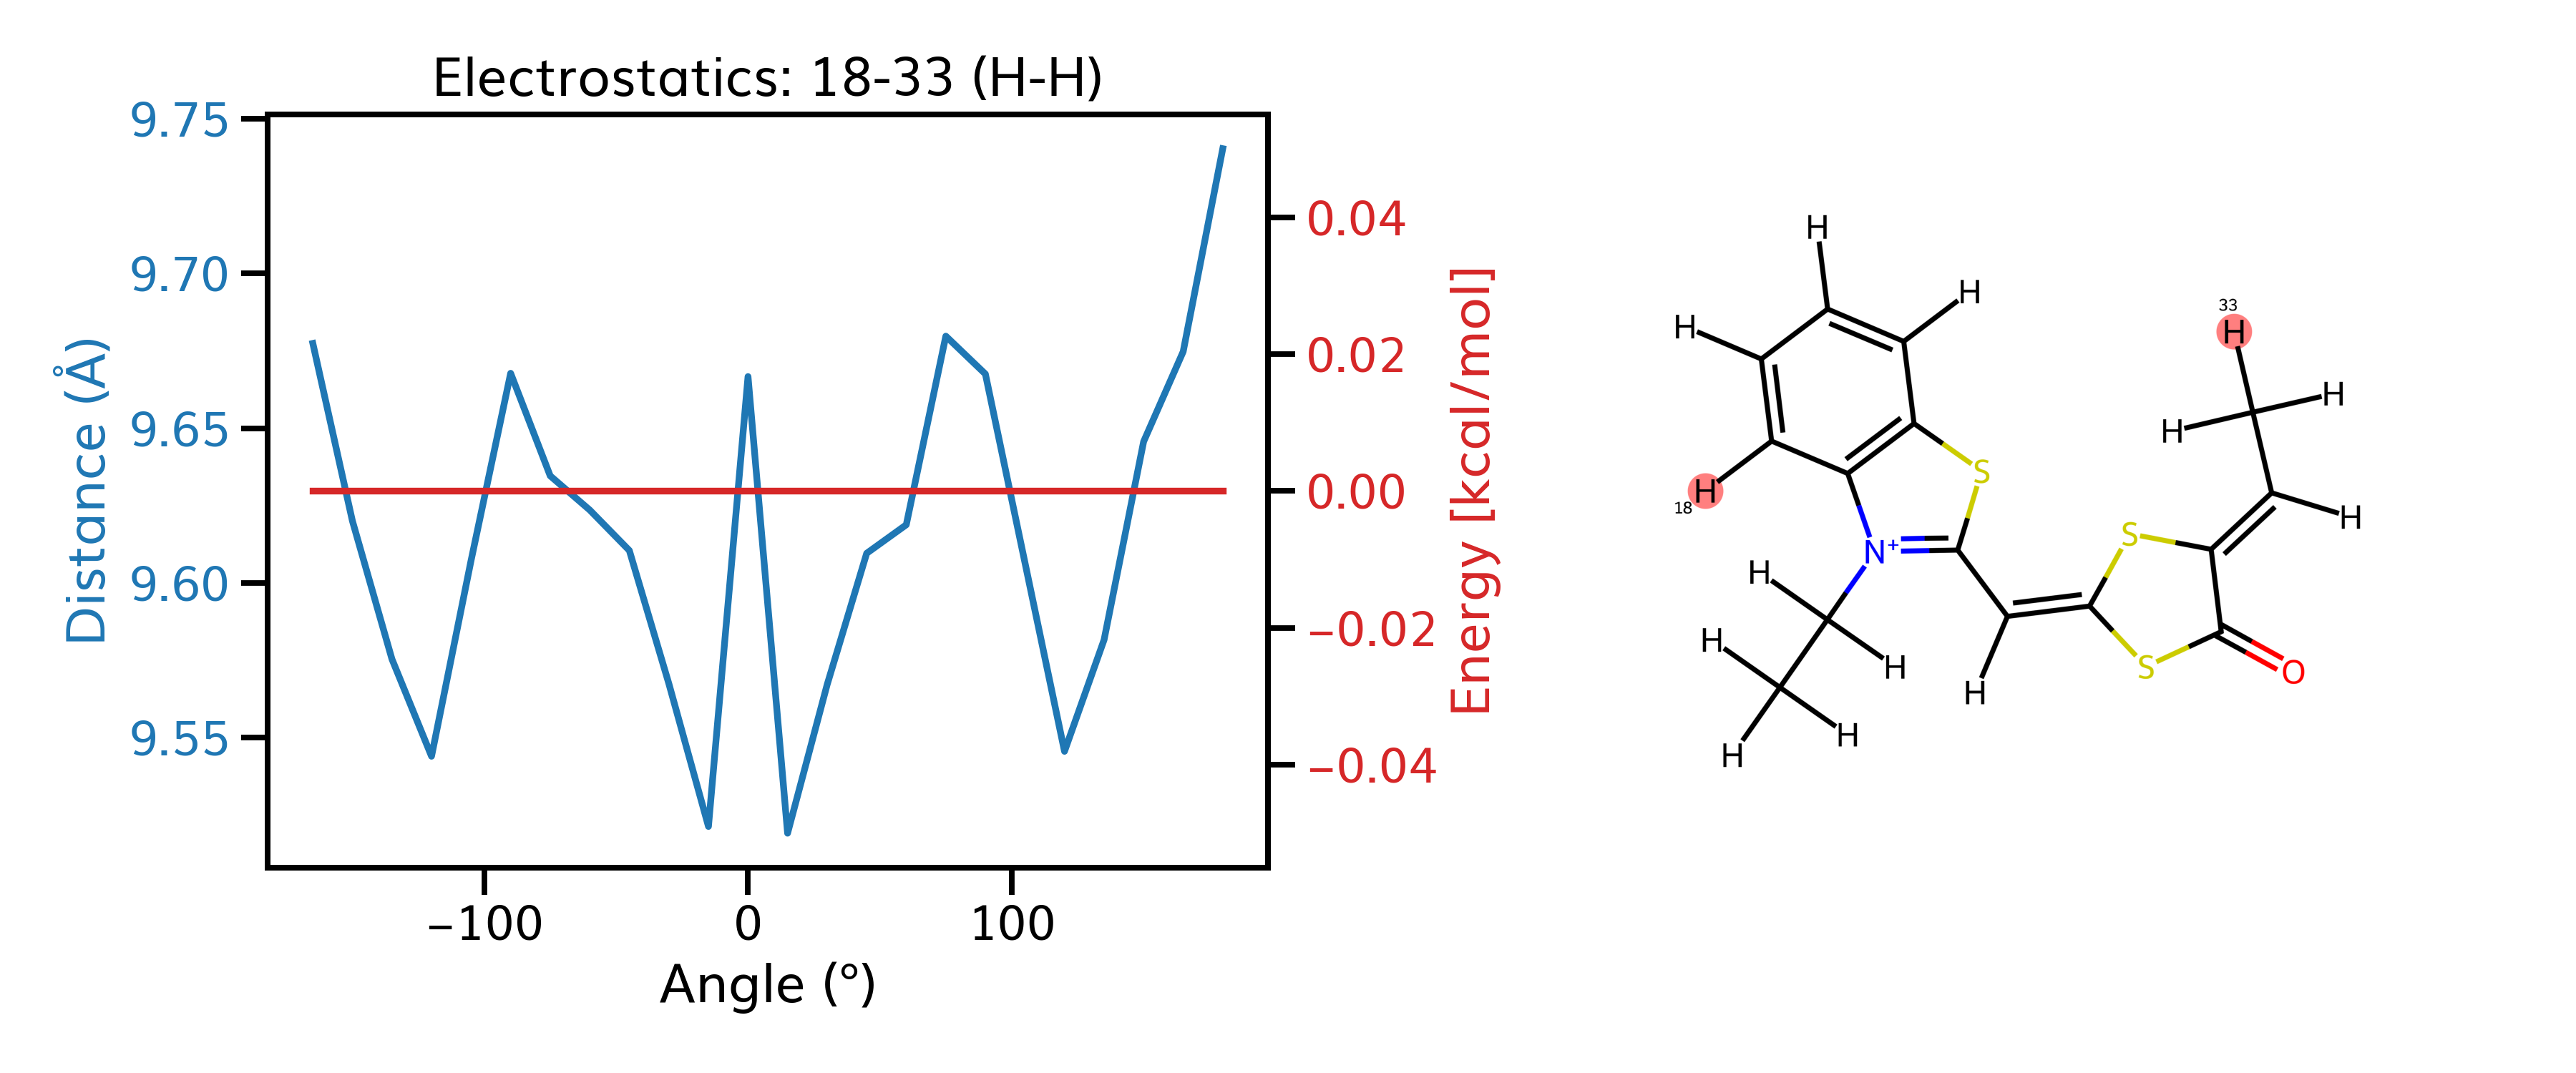 Electrostatics: 18-33 (H-H)
9.75
9.70
9.65
9.60
9.55
Distance (Å)
0.04
0.02
0.00
−0.02
−0.04
Energy [kcal/mol]
−100
0
100
Angle (°)
H
H
H
33
H
H
H
H
18
S
H
S
N⁺
H
H
H
S
H
O
H
H